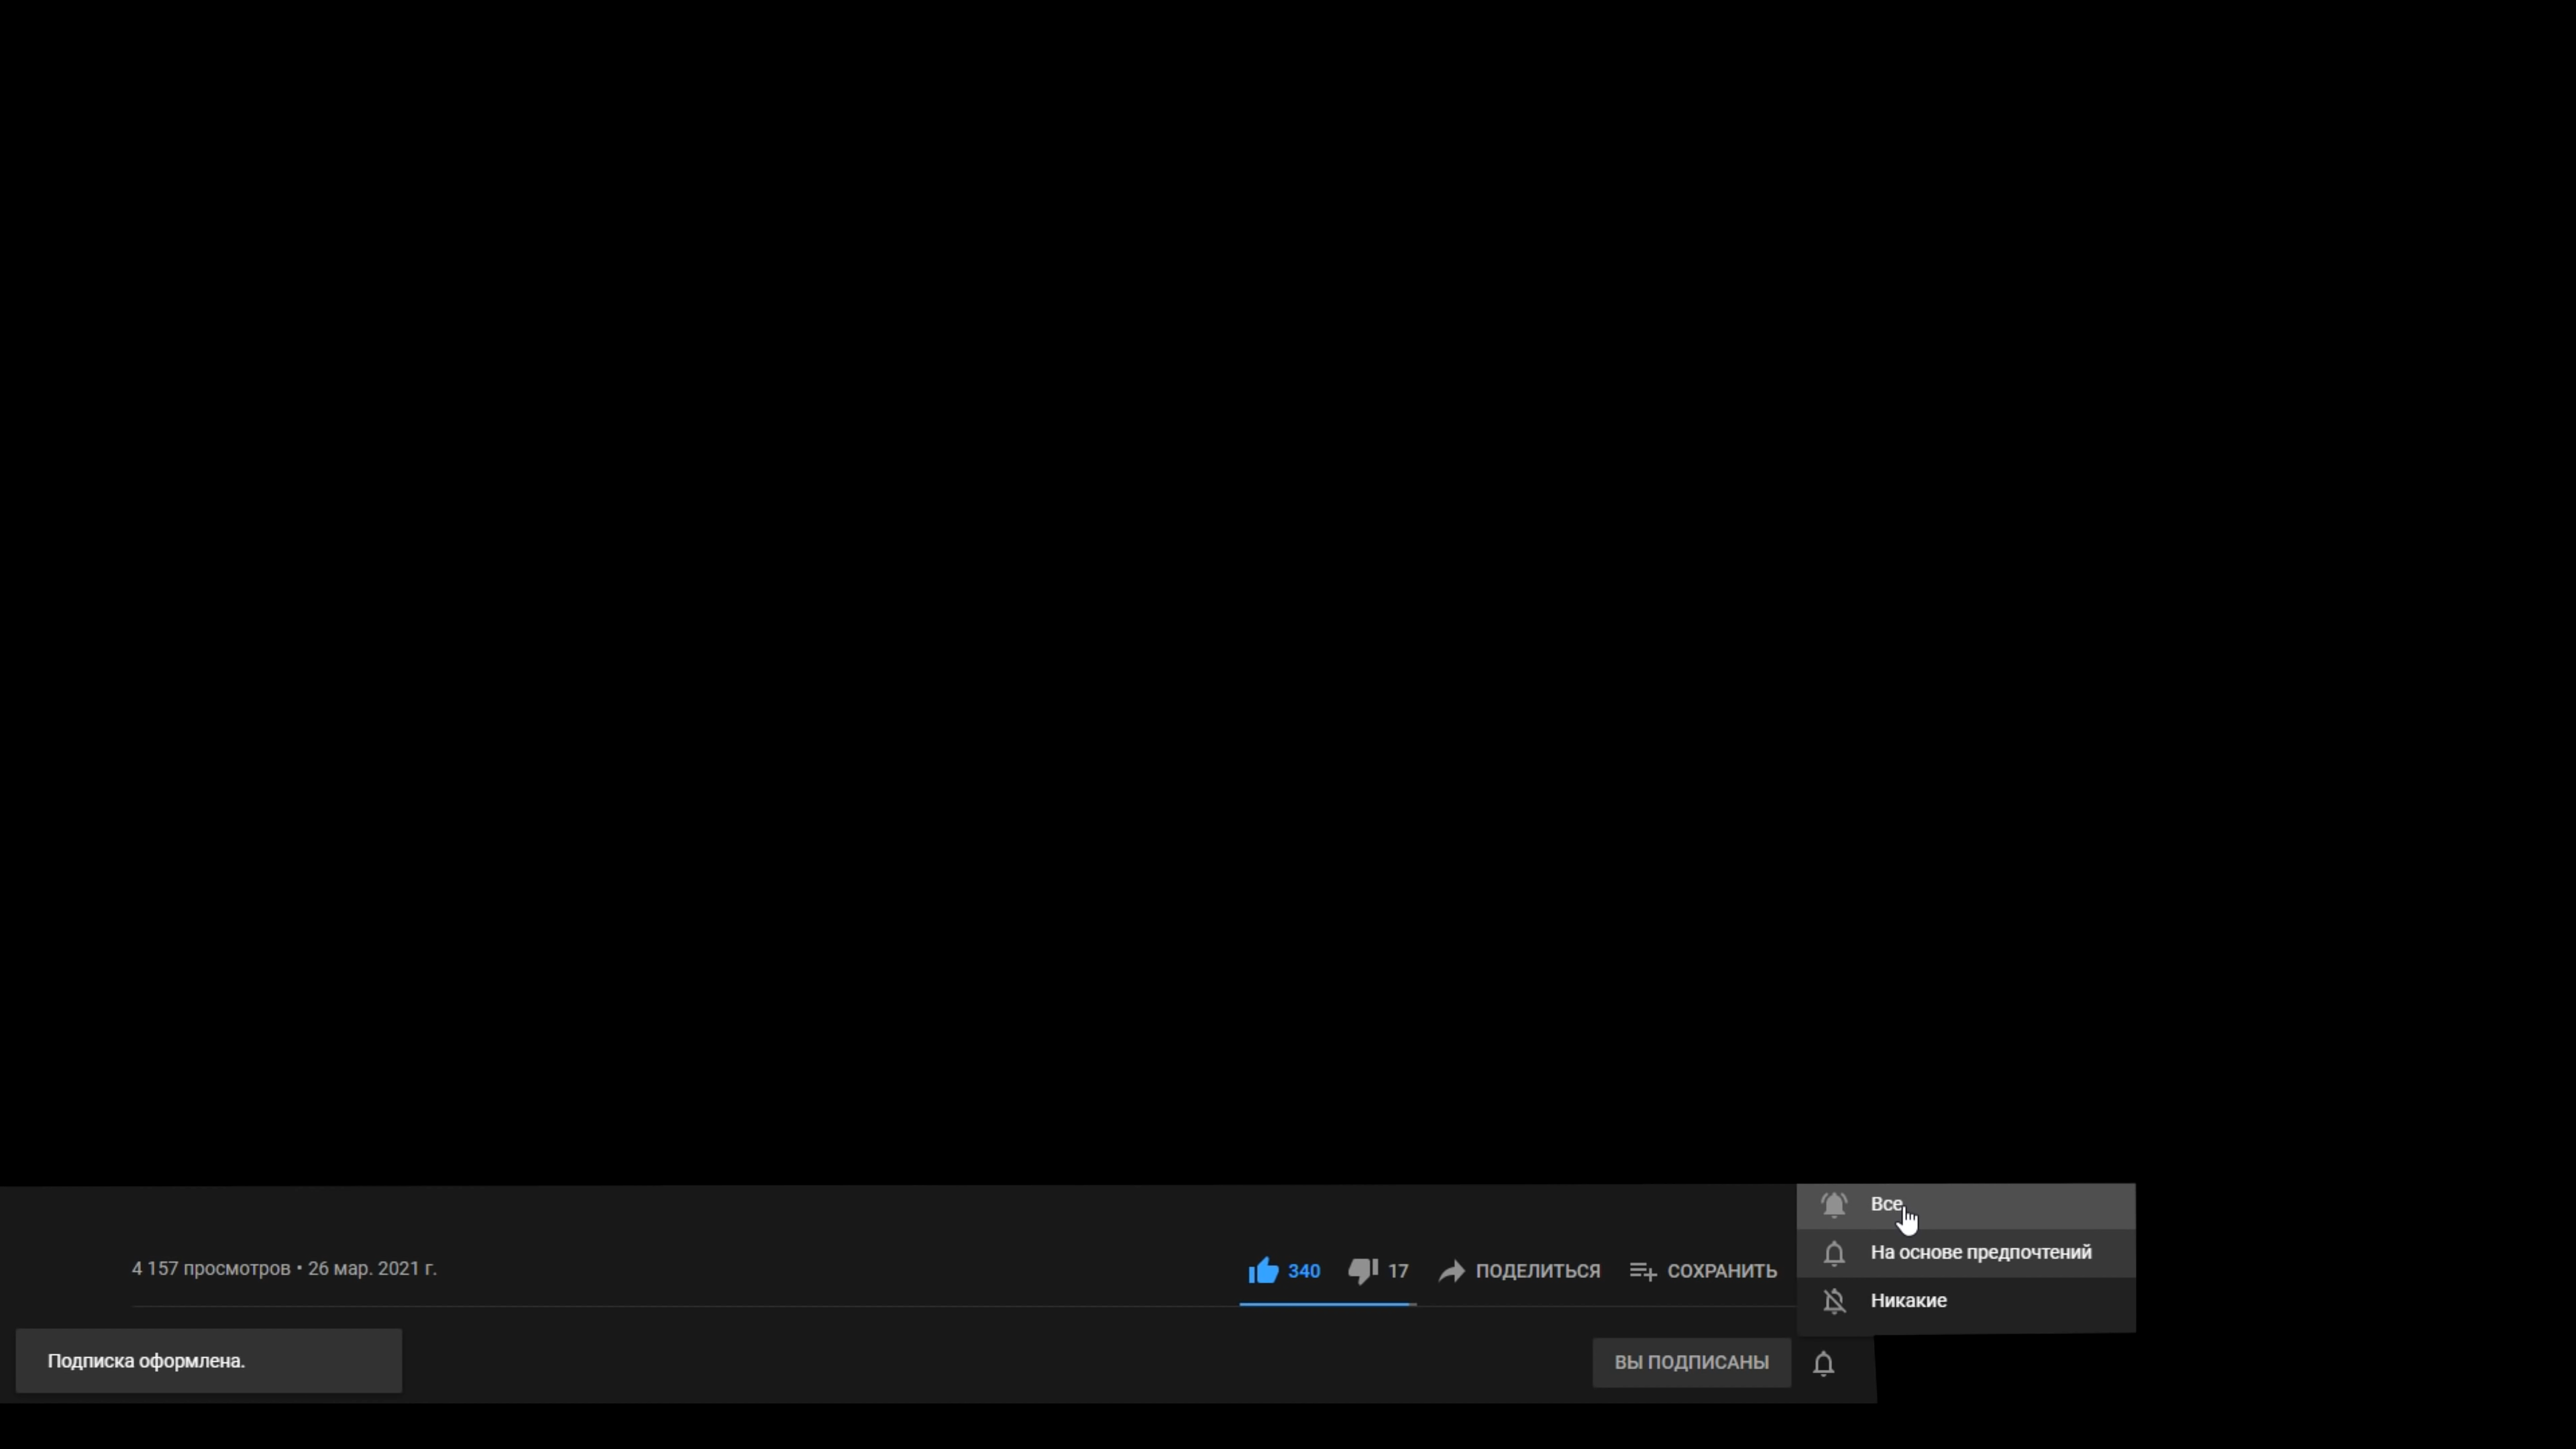 Все
4 157 просмотров • 26 мар. 2021 г.
340
17
ПОДЕЛИТЬСЯ
СОХРАНИТЬ
На основе предпочтений
Никакие
Подписка оформлена.
ВЫ ПОДПИСАНЫ